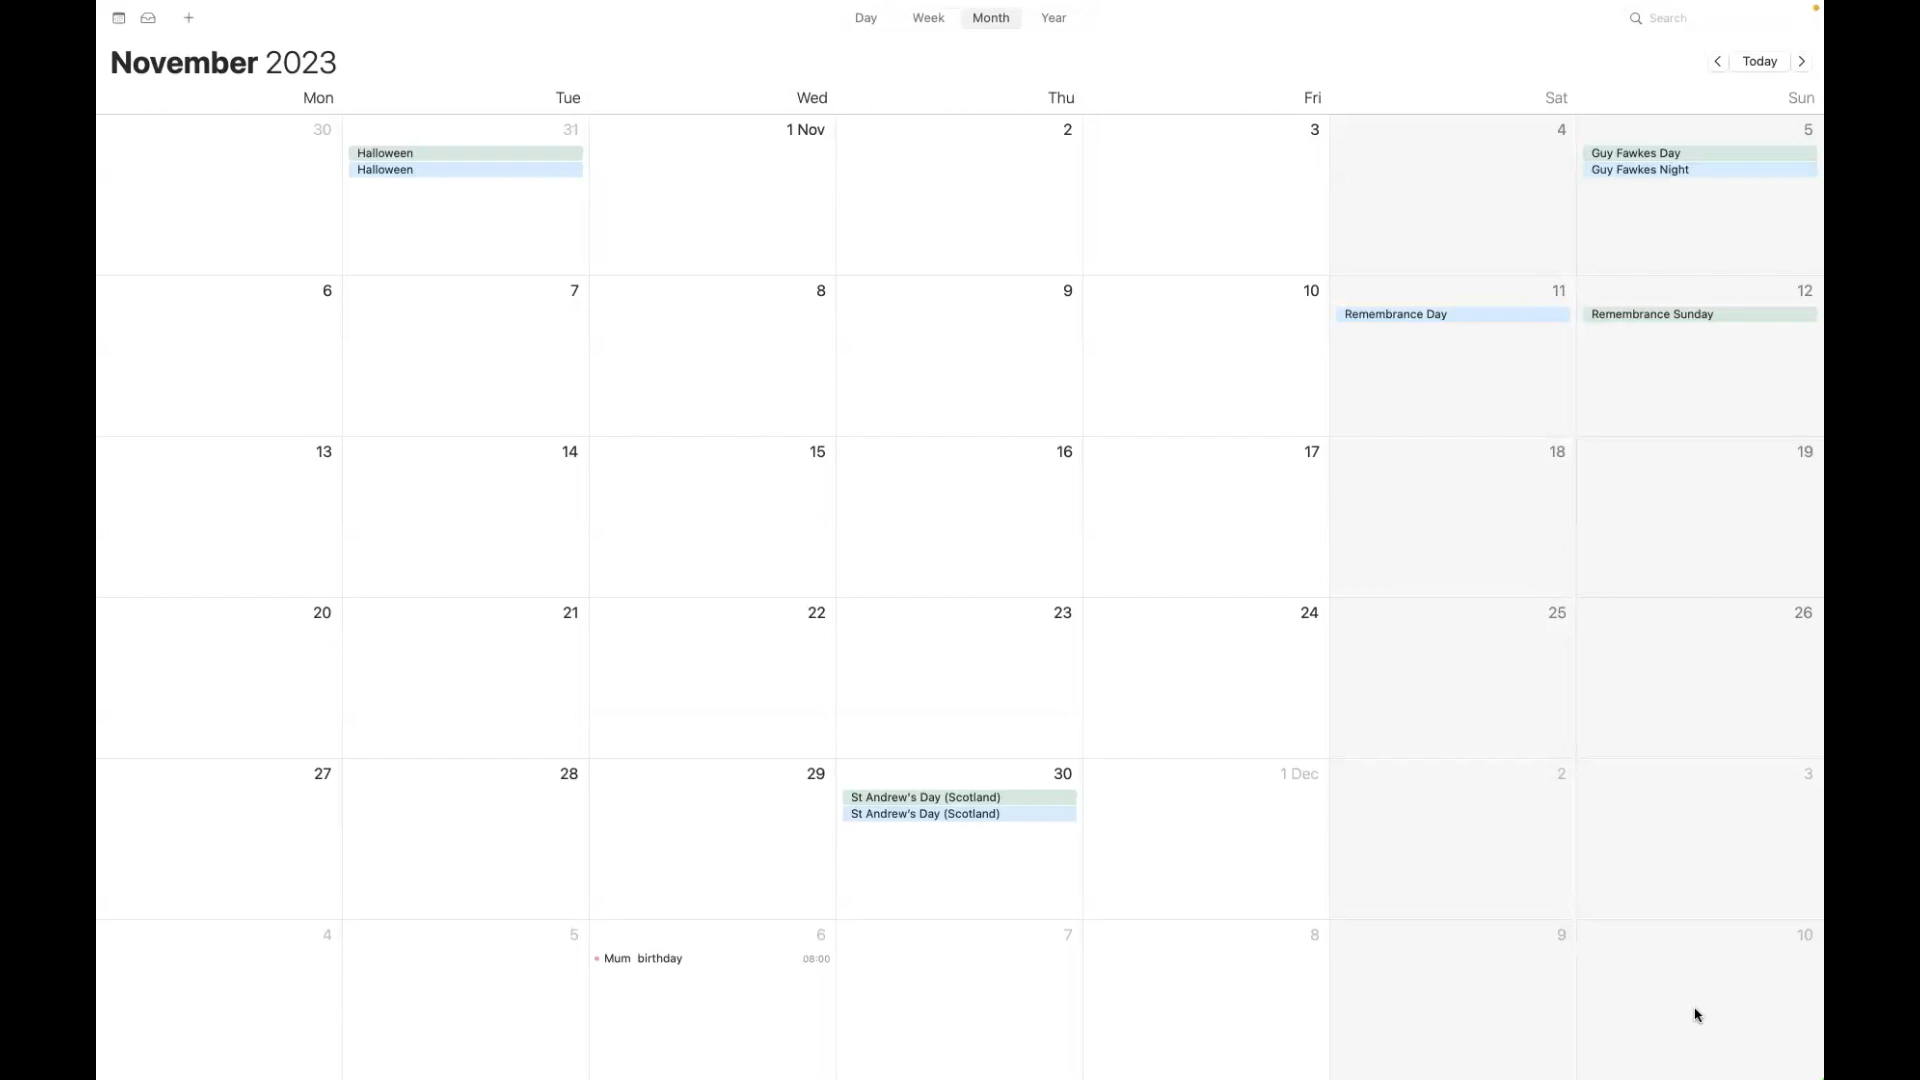 Day Week Month Year Search
November 2023
Today
Mon Tue Wed Thu Fri Sat Sun
30 31 1 Nov 2 3 4 5
Halloween Guy Fawkes Day
Halloween Guy Fawkes Night
6 7 8 9 10 11 12
Remembrance Day Remembrance Sunday
13 14 15 16 17 18 19
20 21 22 23 24 25 26
27 28 29 30 1 Dec 2 3
St Andrew's Day (Scotland)
St Andrew's Day (Scotland)
4 5 6 7 8 9 10
Mum birthday 08:00